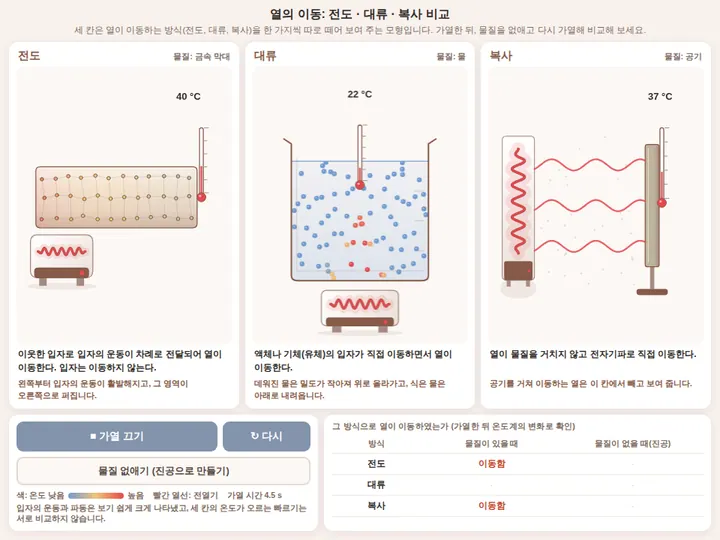 열의 이동: 전도 · 대류 · 복사 비교
세 칸은 열이 이동하는 방식(전도, 대류, 복사)을 한 가지씩 따로 떼어 보여 주는 모형입니다. 가열한 뒤, 물질을 없애고 다시 가열해 비교해 보세요.
전도
물질: 금속 막대
40 °C
이웃한 입자로 입자의 운동이 차례로 전달되어 열이
이동한다. 입자는 이동하지 않는다.
왼쪽부터 입자의 운동이 활발해지고, 그 영역이
오른쪽으로 퍼집니다.
대류
물질: 물
22 °C
액체나 기체(유체)의 입자가 직접 이동하면서 열이
이동한다.
데워진 물은 밀도가 작아져 위로 올라가고, 식은 물은
아래로 내려옵니다.
복사
물질: 공기
37 °C
열이 물질을 거치지 않고 전자기파로 직접 이동한다.
공기를 거쳐 이동하는 열은 이 칸에서 빼고 보여 줍니다.
■ 가열 끄기
↻ 다시
물질 없애기 (진공으로 만들기)
색: 온도 낮음 높음 빨간 열선: 전열기 가열 시간 4.5 s
입자의 운동과 파동은 보기 쉽게 크게 나타냈고, 세 칸의 온도가 오르는 빠르기는
서로 비교하지 않습니다.
그 방식으로 열이 이동하였는가 (가열한 뒤 온도계의 변화로 확인)
방식 물질이 있을 때 물질이 없을 때(진공)
전도 이동함 -
대류 - -
복사 이동함 -